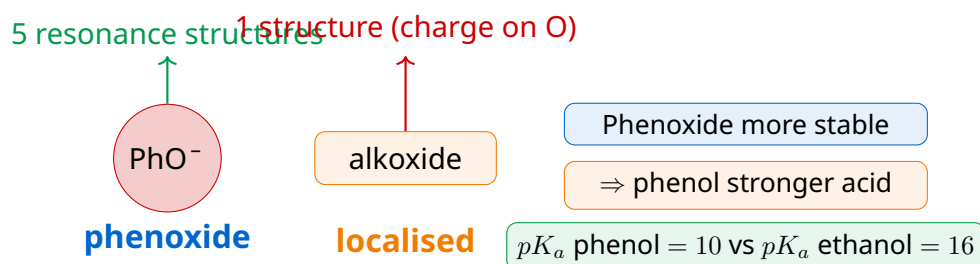 5 resonance structures
1 structure (charge on O)
PhO⁻
alkoxide
phenoxide
localised
Phenoxide more stable
⇒ phenol stronger acid
pKₐ phenol = 10 vs pKₐ ethanol = 16